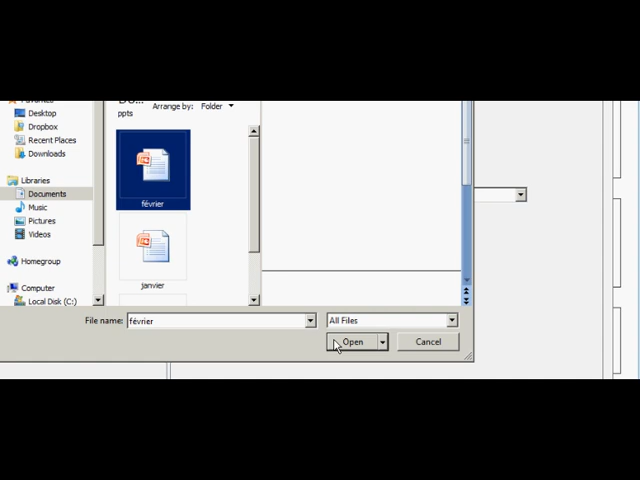 Arrange by: Folder
ppts
Desktop
Dropbox
Recent Places
Downloads
Libraries
Documents
Music
Pictures
Videos
Homegroup
Computer
Local Disk (C:)
février
janvier
File name: février
All Files
Open
Cancel